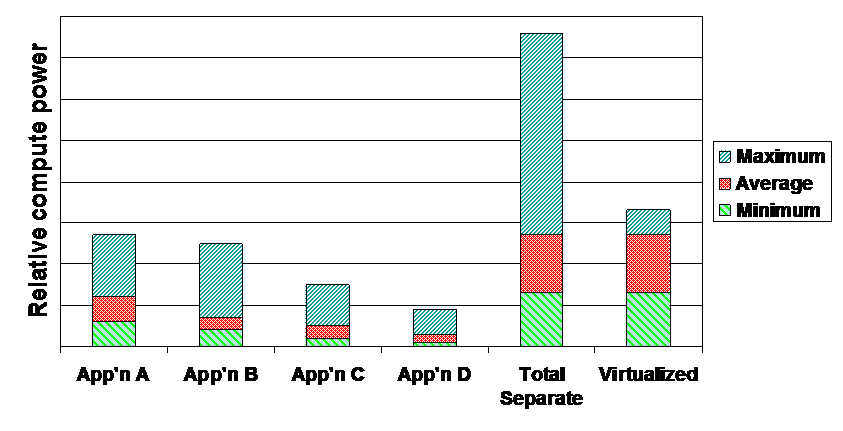 Relative compute power
Maximum
Average
Minimum
App'n A
App'n B
App'n C
App'n D
Total
Separate
Virtualized